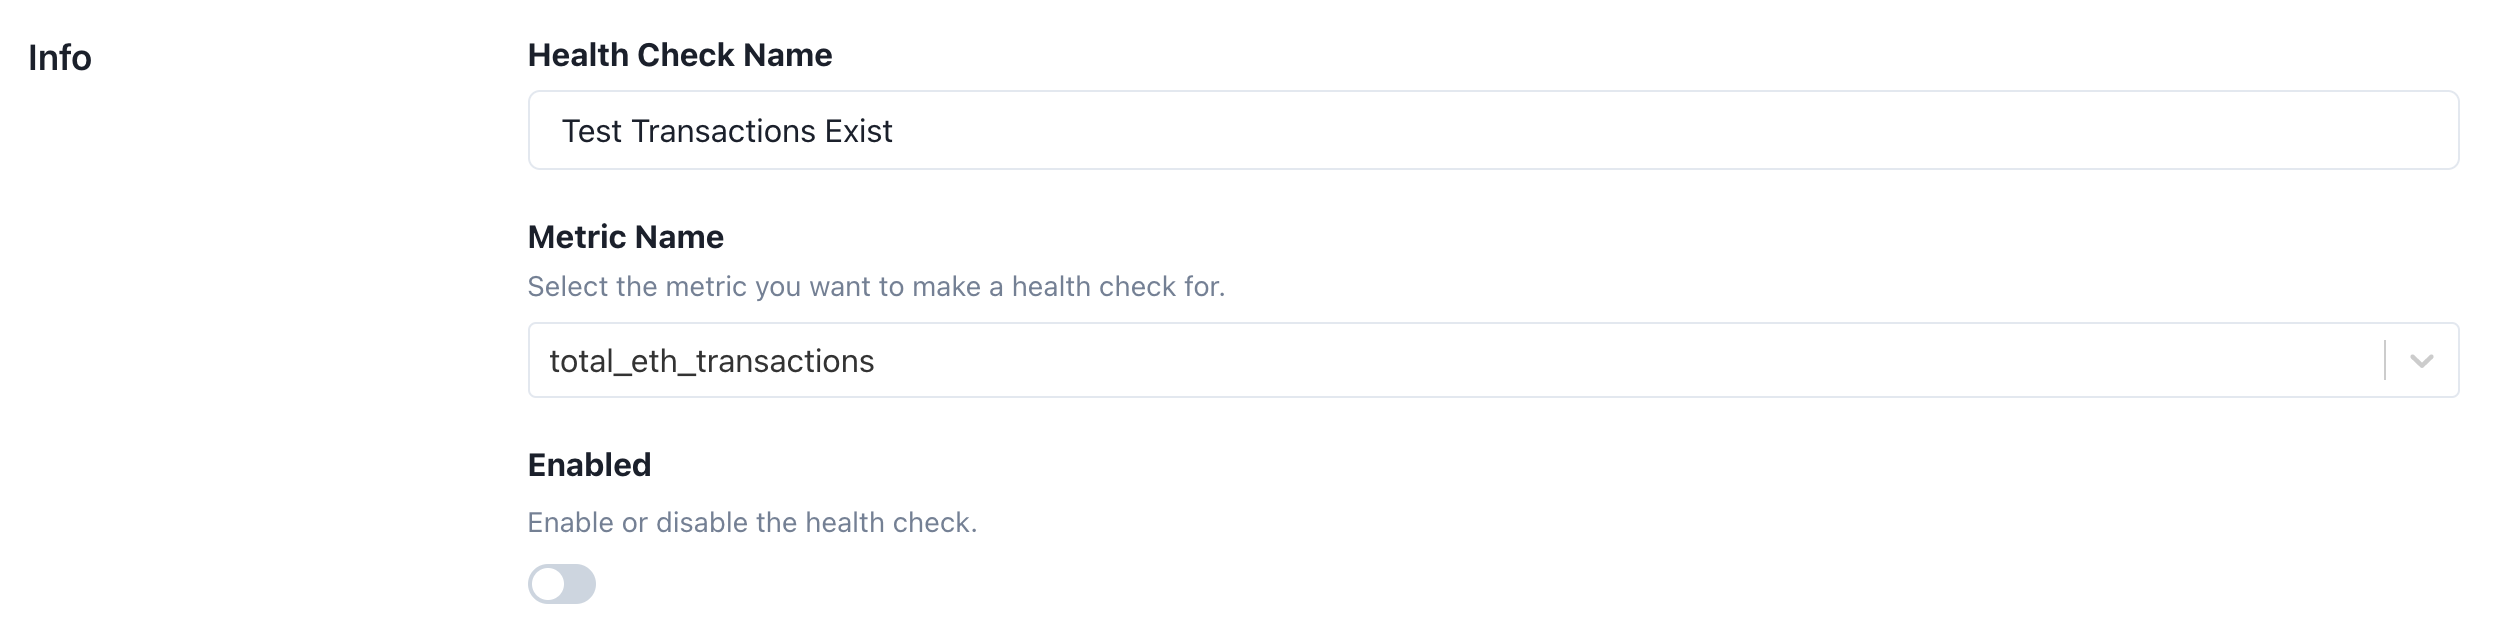 Info
Health Check Name
Test Transactions Exist
Metric Name
Select the metric you want to make a health check for.
total_eth_transactions
Enabled
Enable or disable the health check.